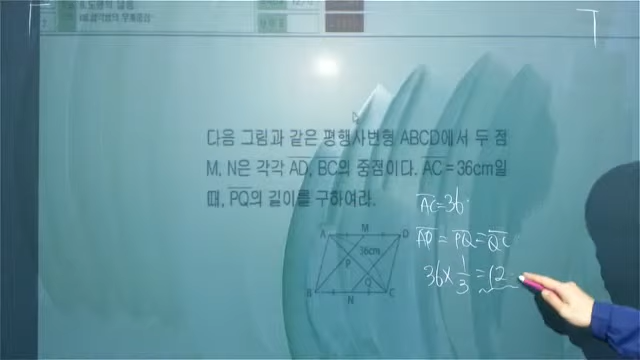 다음 그림과 같은 평행사변형 ABCD에서 두 점
M, N은 각각 AD, BC의 중점이다. AC = 36cm일
때, PQ의 길이를 구하여라.
AC=36
AP = PQ = QC
36× 1/3 = 12
A M D
36cm
P
Q
B N C